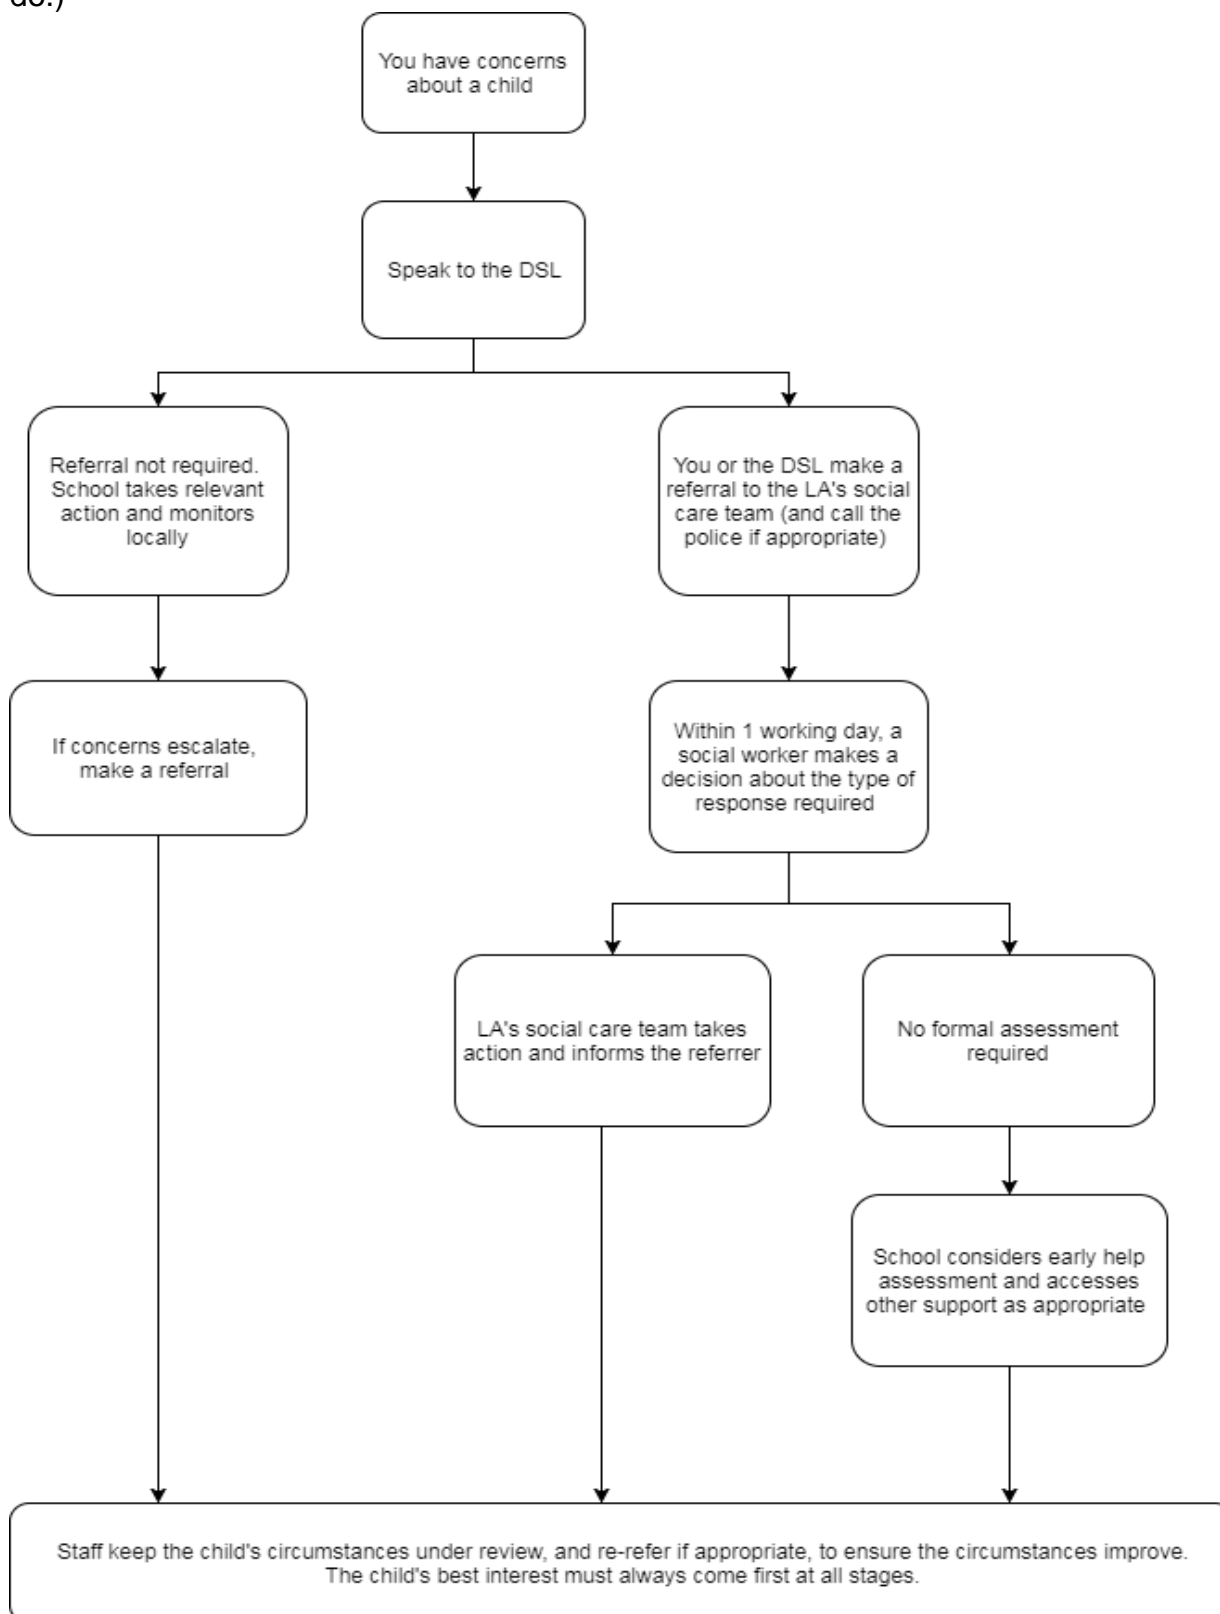 do.)
You have concerns
about a child
Speak to the DSL
Referral not required.
School takes relevant
action and monitors
locally
You or the DSL make a
referral to the LA's social
care team (and call the
police if appropriate)
If concerns escalate,
make a referral
Within 1 working day, a
social worker makes a
decision about the type of
response required
LA's social care team takes
action and informs the referrer
No formal assessment
required
School considers early help
assessment and accesses
other support as appropriate
Staff keep the child's circumstances under review, and re-refer if appropriate, to ensure the circumstances improve.
The child's best interest must always come first at all stages.